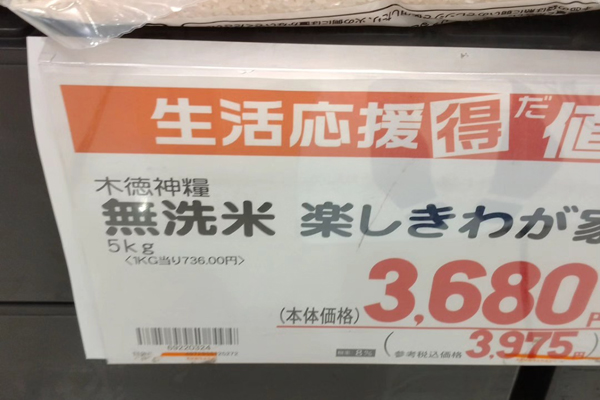 生活応援 得だ値
木徳神糧
無洗米 楽しきわが家
5kg
〈1KG当り736.00円〉
(本体価格) 3,680円
(参考税込価格 3,975円)
69220324